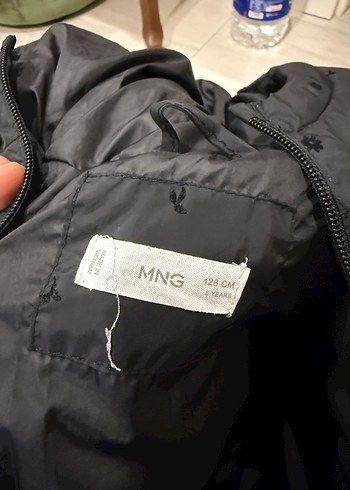 MADE IN
VIETNAM
MNG
128 CM
8 YEARS